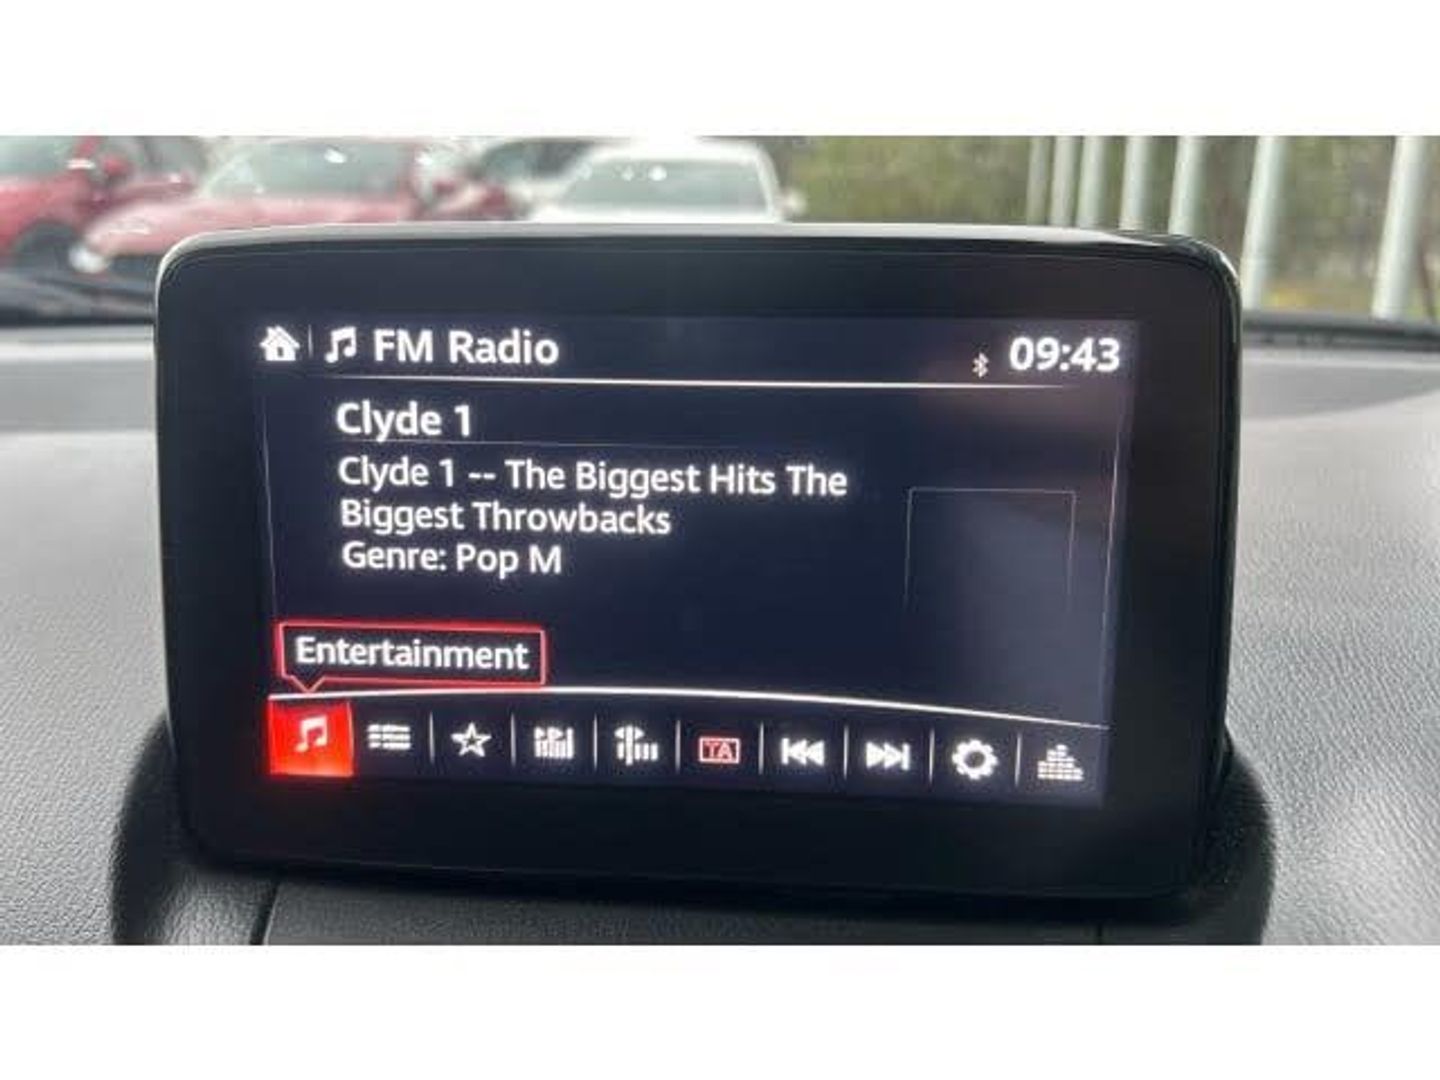 FM Radio
09:43
Clyde 1
Clyde 1 -- The Biggest Hits The
Biggest Throwbacks
Genre: Pop M
Entertainment
TA